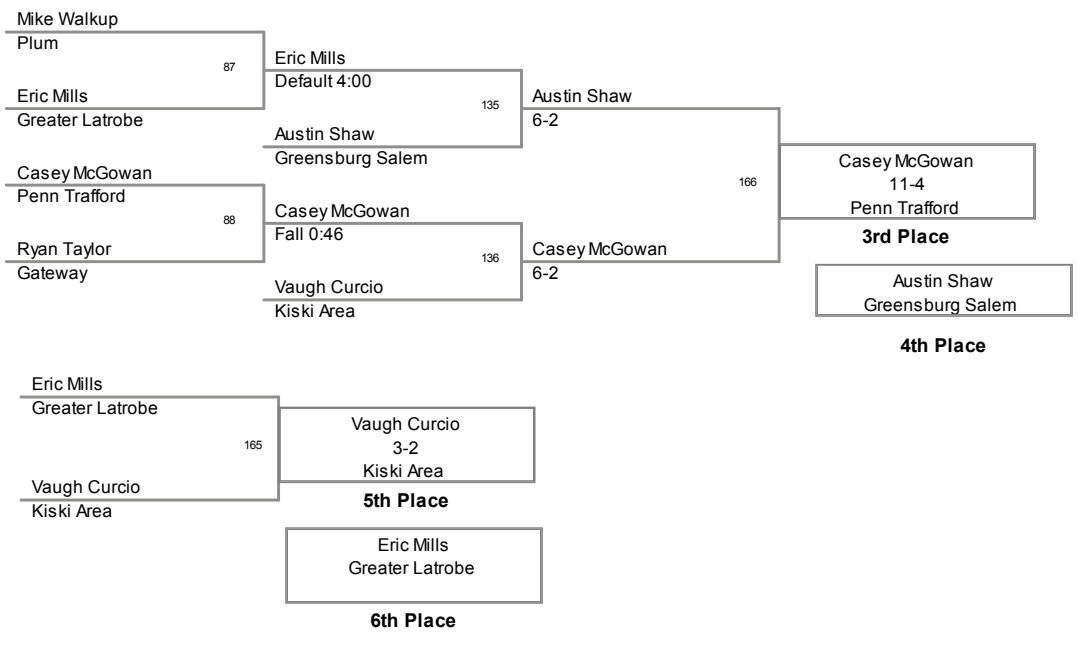 Mike Walkup
Plum
87
Eric Mills
Default 4:00
Eric Mills
Greater Latrobe
135
Austin Shaw
6-2
Austin Shaw
Greensburg Salem
Casey McGowan
Penn Trafford
166
Casey McGowan
11-4
Penn Trafford
3rd Place
88
Casey McGowan
Fall 0:46
Ryan Taylor
Gateway
136
Casey McGowan
6-2
Vaugh Curcio
Kiski Area
Austin Shaw
Greensburg Salem
4th Place
Eric Mills
Greater Latrobe
165
Vaugh Curcio
3-2
Kiski Area
5th Place
Vaugh Curcio
Kiski Area
Eric Mills
Greater Latrobe
6th Place